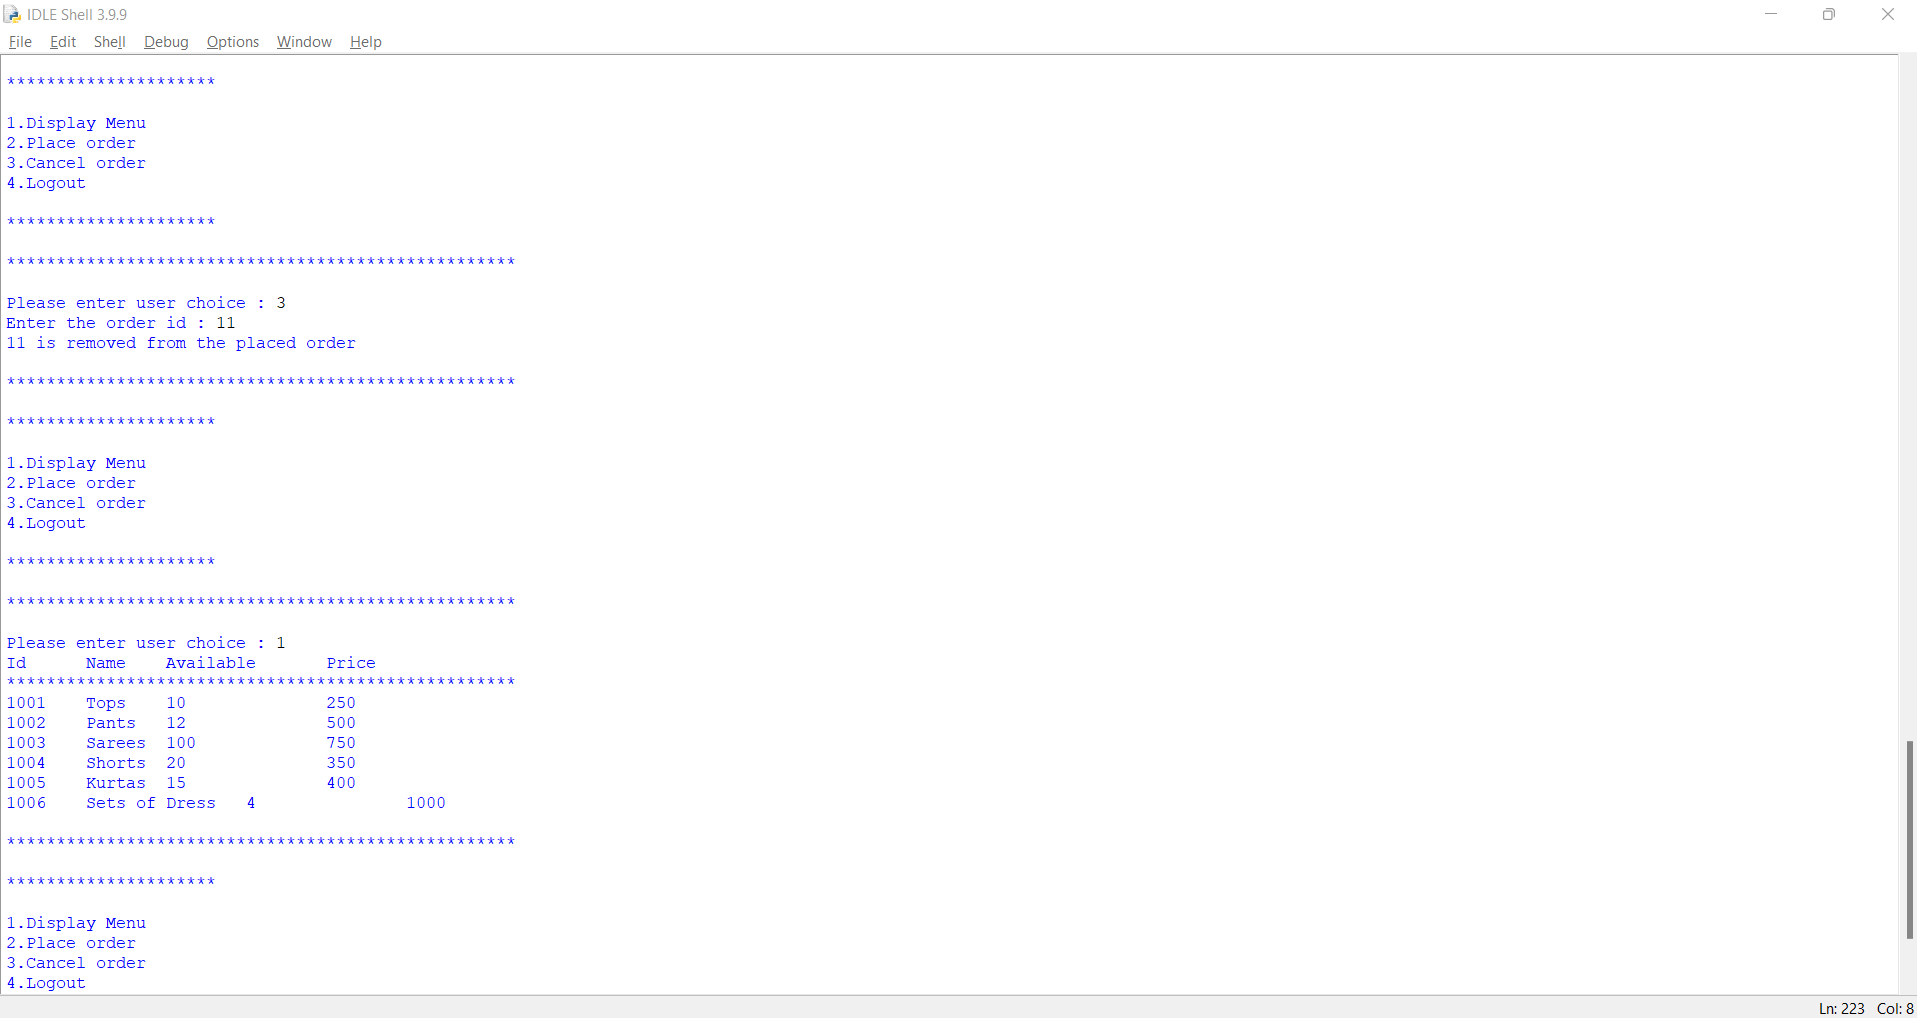 IDLE Shell 3.9.9
File Edit Shell Debug Options Window Help
*********************
1.Display Menu
2.Place order
3.Cancel order
4.Logout
*********************
***************************************************
Please enter user choice : 3
Enter the order id : 11
11 is removed from the placed order
***************************************************
*********************
1.Display Menu
2.Place order
3.Cancel order
4.Logout
*********************
***************************************************
Please enter user choice : 1
Id      Name    Available       Price
***************************************************
1001    Tops    10              250
1002    Pants   12              500
1003    Sarees  100             750
1004    Shorts  20              350
1005    Kurtas  15              400
1006    Sets of Dress   4               1000
***************************************************
*********************
1.Display Menu
2.Place order
3.Cancel order
4.Logout
Ln: 223 Col: 8